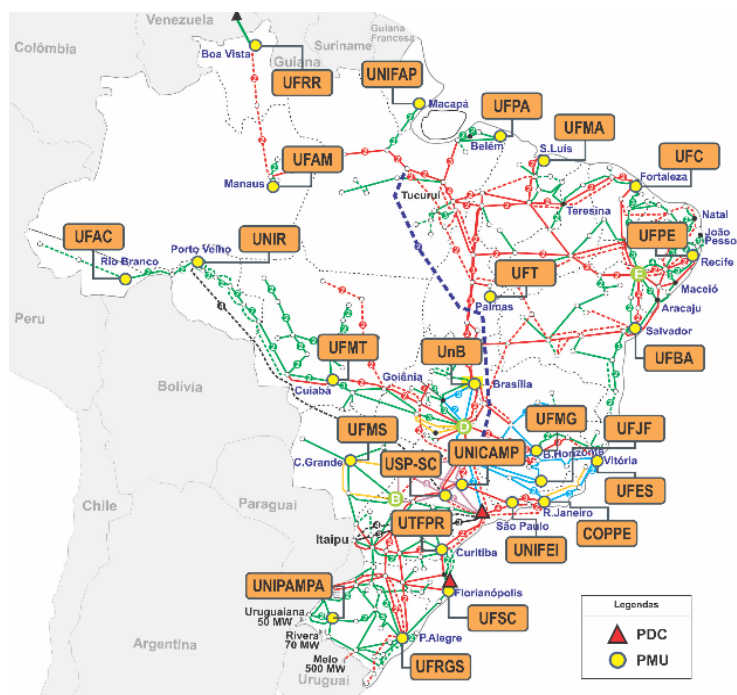 Venezuela
Colômbia
Suriname
Guiana
Francesa
Guiana
Boa Vista
UFRR
UNIFAP
Macapá
UFPA
Belém
UFMA
S.Luís
UFC
Fortaleza
UFAM
Manaus
Tucuruí
Teresina
Natal
João
Pesso
UFPE
Recife
UFAC
UNIR
Porto Velho
Rio Branco
UFT
Palmas
E
Maceió
Aracaju
Salvador
UFBA
Peru
Bolívia
UFMT
Cuiabá
UnB
Goiânia
Brasília
D
UFMG
UFJF
UFMS
C.Grande
UNICAMP
USP-SC
B.Horizonte
Vitória
UFES
B
Paraguai
Chile
UTFPR
Itaipu
R.Janeiro
São Paulo
COPPE
UNIFEI
Curitiba
UNIPAMPA
Florianópolis
UFSC
Uruguaiana
50 MW
Rivera
70 MW
Melo
500 MW
P.Alegre
UFRGS
Argentina
Uruguai
Legendas
PDC
PMU